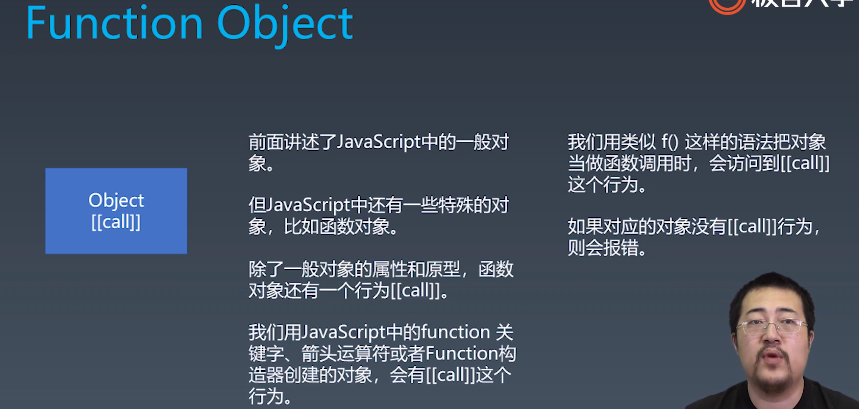 Function Object
Object
[[call]]
前面讲述了JavaScript中的一般对
象。
但JavaScript中还有一些特殊的对
象，比如函数对象。
除了一般对象的属性和原型，函数
对象还有一个行为[[call]]。
我们用JavaScript中的function 关
键字、箭头运算符或者Function构
造器创建的对象，会有[[call]]这个
行为。
我们用类似 f() 这样的语法把对象
当做函数调用时，会访问到[[call]]
这个行为。
如果对应的对象没有[[call]]行为，
则会报错。